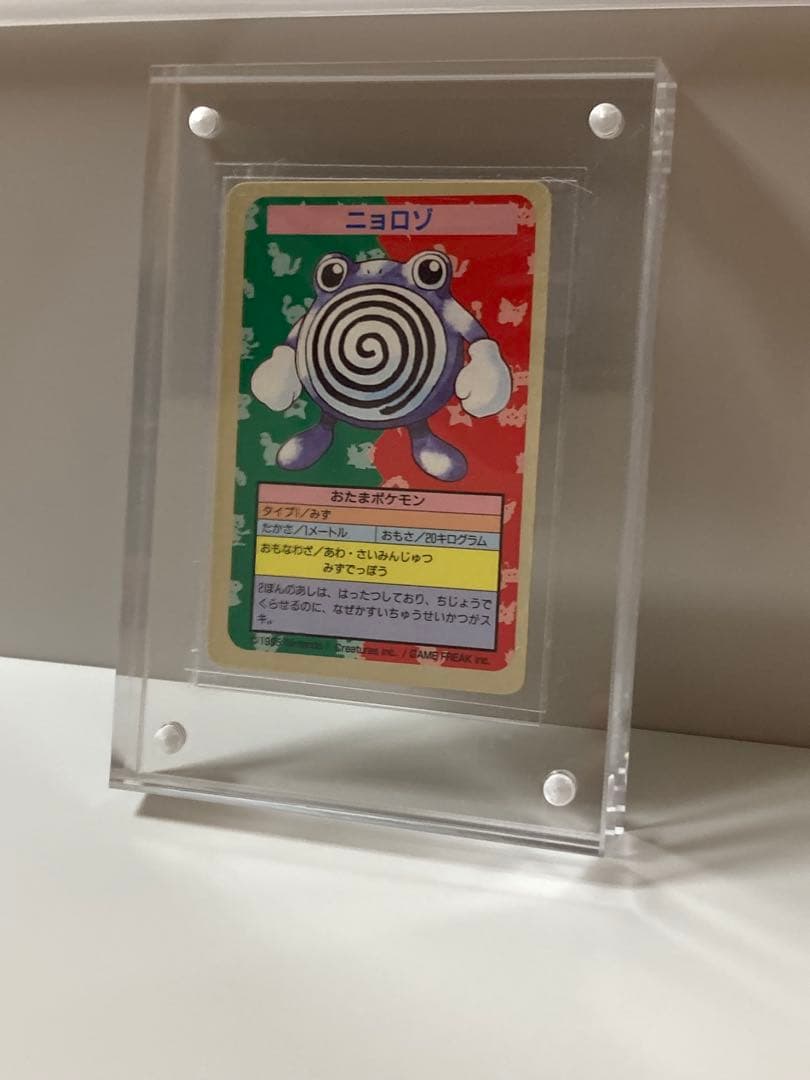 ニョロゾ
おたまポケモン
タイプ1/みず
たかさ/1メートル おもさ/20キログラム
おもなわざ/あわ・さいみんじゅつ
みずでっぽう
2ほんのあしは、はったつしており、ちじょうで
くらせるのに、なぜかすいちゅうせいかつがス
キ。
©1995 Nintendo / Creatures inc. / GAME FREAK inc.